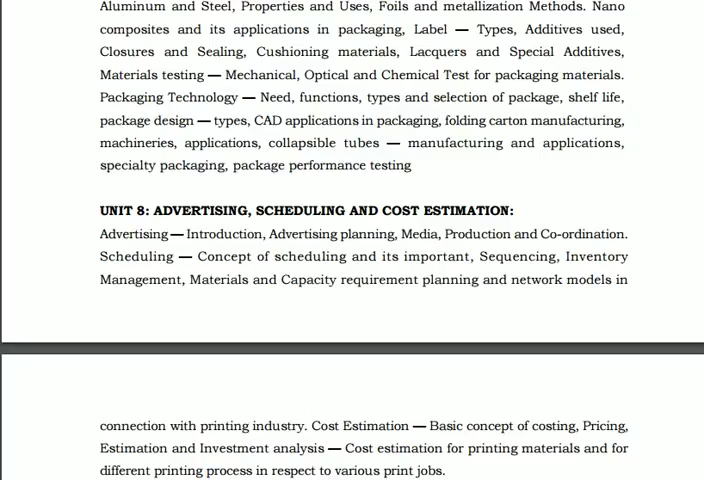 Aluminum and Steel, Properties and Uses, Foils and metallization Methods. Nano
composites and its applications in packaging, Label — Types, Additives used,
Closures and Sealing, Cushioning materials, Lacquers and Special Additives,
Materials testing — Mechanical, Optical and Chemical Test for packaging materials.
Packaging Technology — Need, functions, types and selection of package, shelf life,
package design — types, CAD applications in packaging, folding carton manufacturing,
machineries, applications, collapsible tubes — manufacturing and applications,
specialty packaging, package performance testing
UNIT 8: ADVERTISING, SCHEDULING AND COST ESTIMATION:
Advertising — Introduction, Advertising planning, Media, Production and Co-ordination.
Scheduling — Concept of scheduling and its important, Sequencing, Inventory
Management, Materials and Capacity requirement planning and network models in
connection with printing industry. Cost Estimation — Basic concept of costing, Pricing,
Estimation and Investment analysis — Cost estimation for printing materials and for
different printing process in respect to various print jobs.